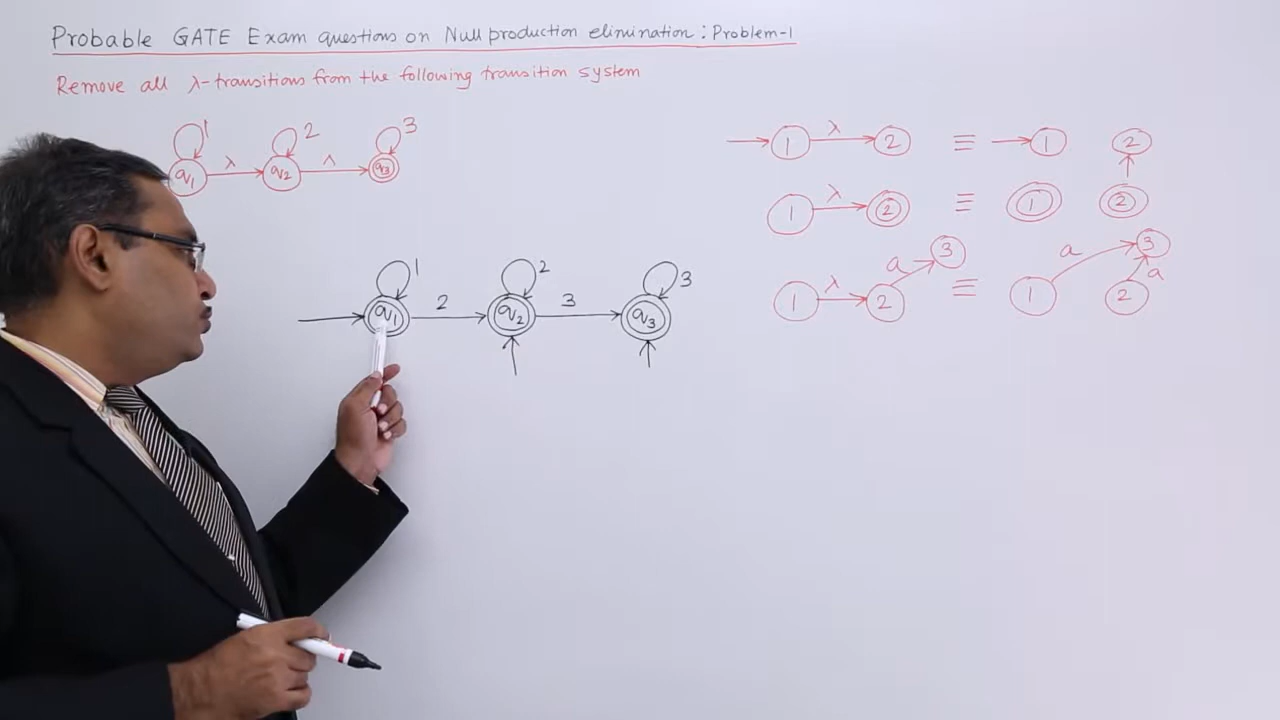 Probable GATE Exam questions on Null production elimination : Problem-1
Remove all λ-transitions from the following transition system
1 2 3
λ λ
q1 q2 q3
1 λ 2 ≡ 1 2
1 λ 2 ≡ 1 2
1 λ 2 a 3 ≡ 1 a 3 2 a
1 2 3
2 3
q1 q2 q3